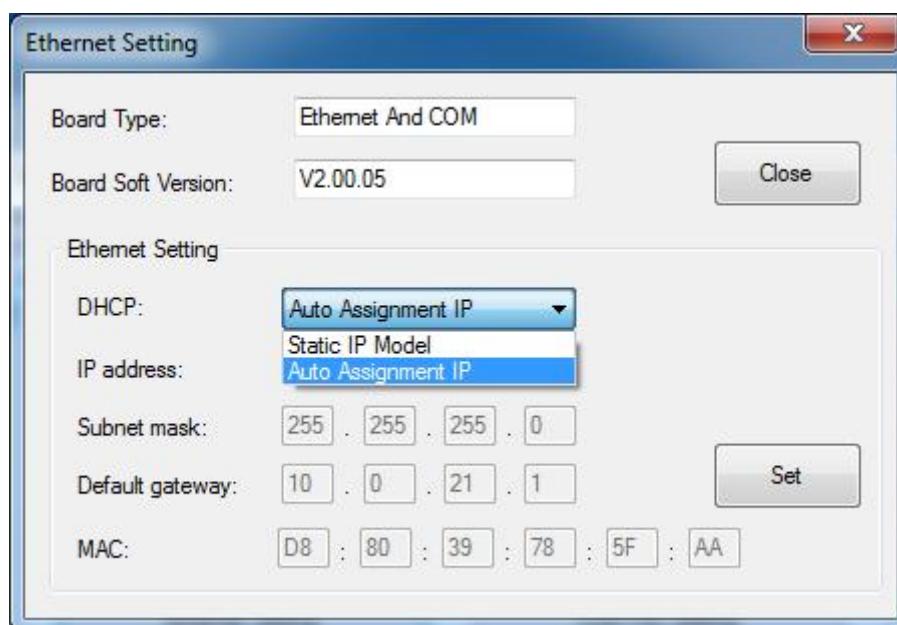 Ethernet Setting
Board Type: Ethernet And COM
Board Soft Version: V2.00.05
Close
Ethernet Setting
DHCP: Auto Assignment IP
Static IP Model
IP address: Auto Assignment IP
Subnet mask: 255 . 255 . 255 . 0
Default gateway: 10 . 0 . 21 . 1
Set
MAC: D8 : 80 : 39 : 78 : 5F : AA